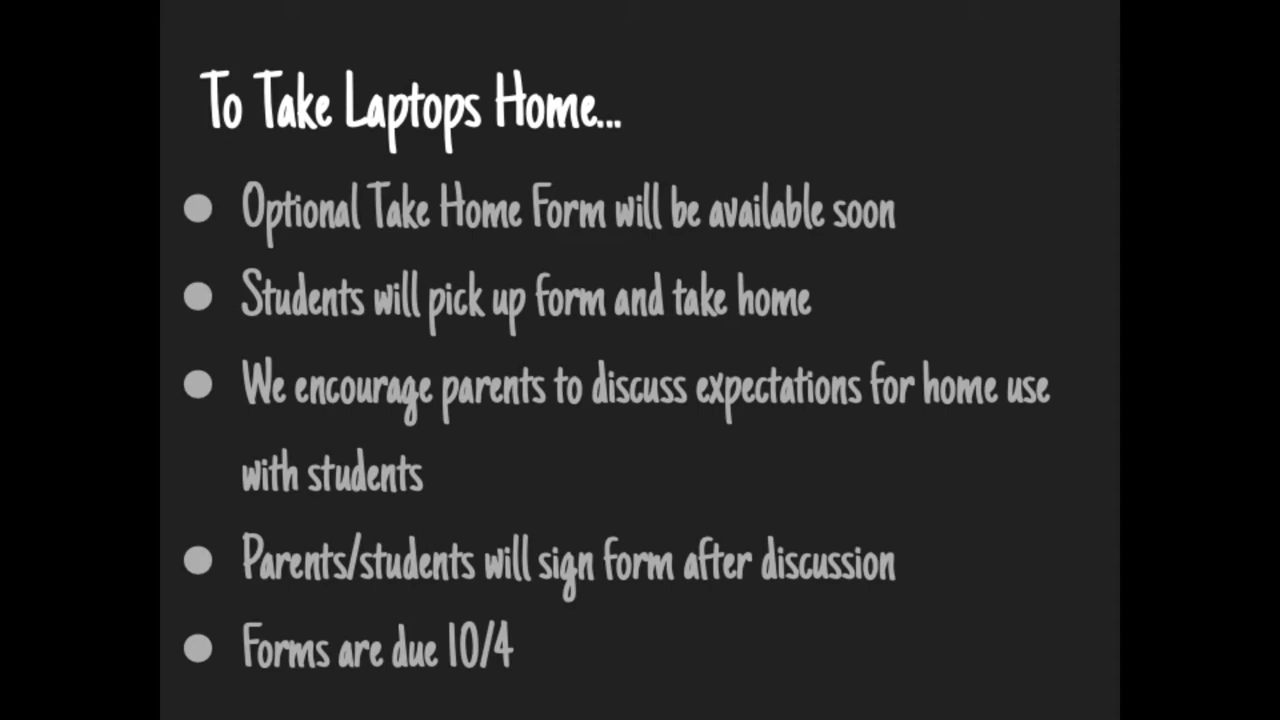 To Take Laptops Home...
● Optional Take Home Form will be available soon
● Students will pick up form and take home
● We encourage parents to discuss expectations for home use
with students
● Parents/students will sign form after discussion
● Forms are due 10/4